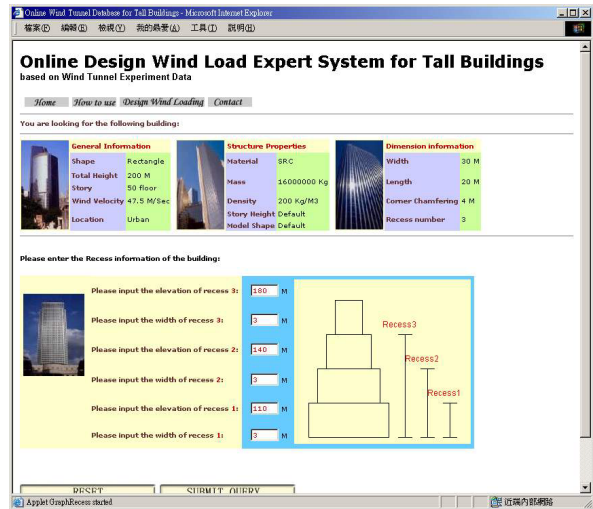 Online Wind Tunnel Database for Tall Buildings - Microsoft Internet Explorer
檔案(F) 編輯(E) 檢視(V) 我的最愛(A) 工具(T) 說明(H)
Online Design Wind Load Expert System for Tall Buildings
based on Wind Tunnel Experiment Data
Home How to use Design Wind Loading Contact
You are looking for the following building:
General Information
Shape Rectangle
Total Height 200 M
Story 50 floor
Wind Velocity 47.5 M/Sec
Location Urban
Structure Properties
Material SRC
Mass 16000000 Kg
Density 200 Kg/M3
Story Height Default
Model Shape Default
Dimension information
Width 30 M
Length 20 M
Corner Chamfering 4 M
Recess number 3
Please enter the Recess information of the building:
Please input the elevation of recess 3: 180 M
Please input the width of recess 3: 3 M
Please input the elevation of recess 2: 140 M
Please input the width of recess 2: 3 M
Please input the elevation of recess 1: 110 M
Please input the width of recess 1: 3 M
Recess3
Recess2
Recess1
RESET SUBMIT QUERY
Applet GraphRecess started
近端內部網路